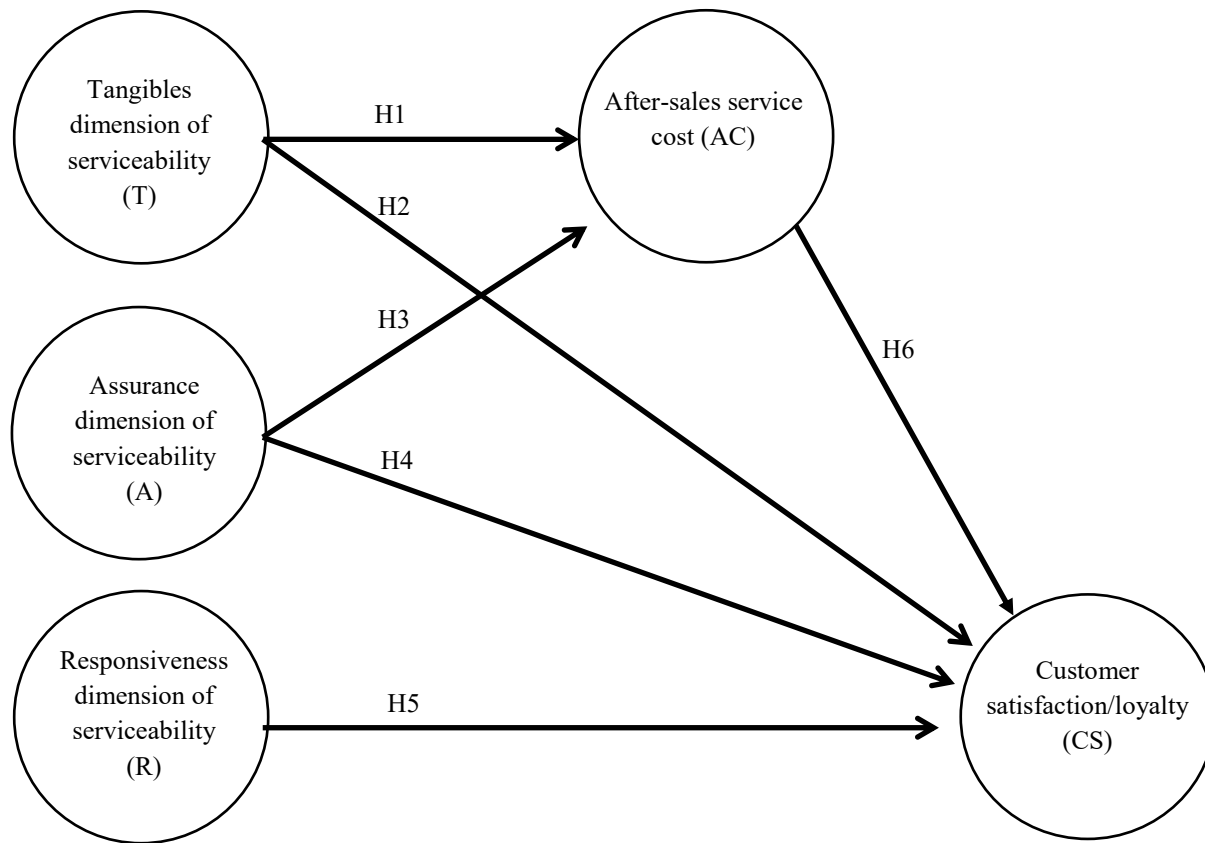 Tangibles
dimension of
serviceability
(T)
H1
After-sales service
cost (AC)
H2
H3
Assurance
dimension of
serviceability
(A)
H4
H6
Responsiveness
dimension of
serviceability
(R)
H5
Customer
satisfaction/loyalty
(CS)